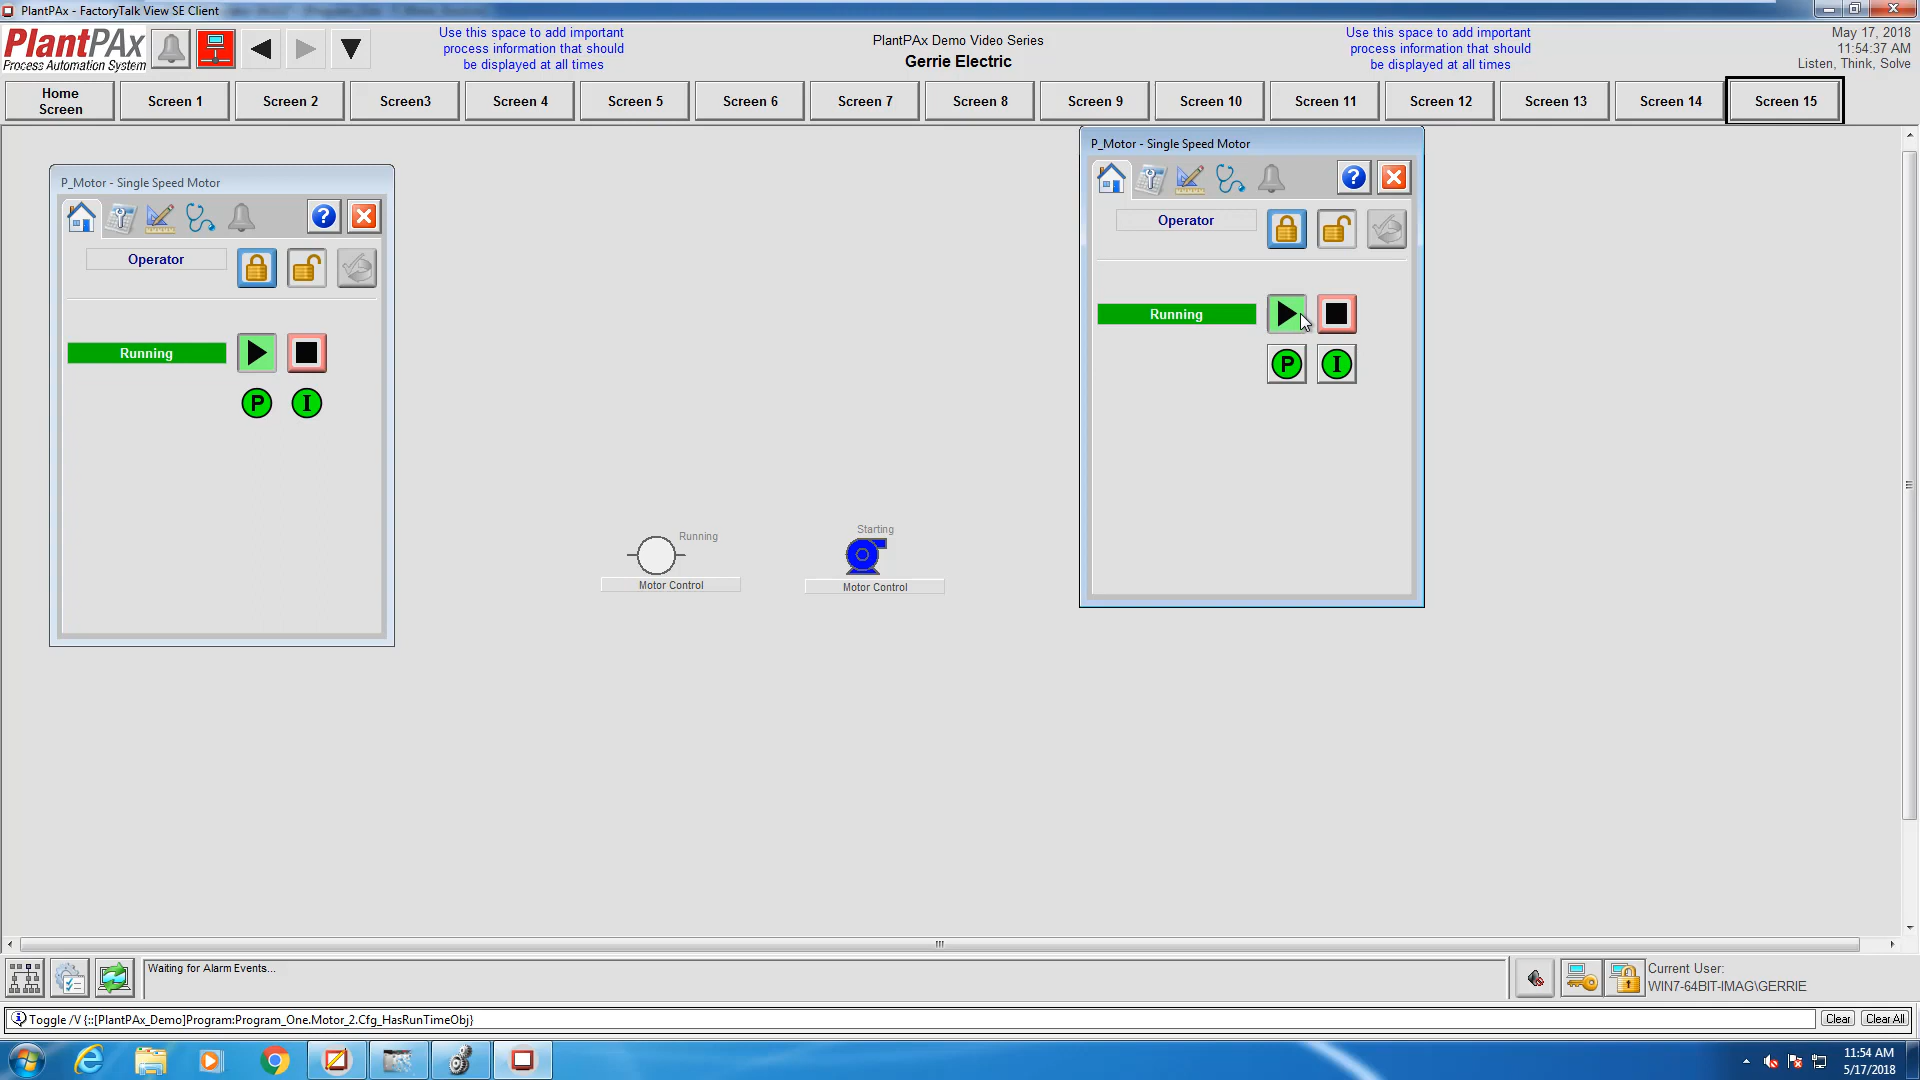 PlantPAx - FactoryTalk View SE Client
PlantPAx
Process Automation System
Use this space to add important
process information that should
be displayed at all times
PlantPAx Demo Video Series
Gerrie Electric
Use this space to add important
process information that should
be displayed at all times
May 17, 2018
11:54:37 AM
Listen, Think, Solve
Home
Screen
Screen 1
Screen 2
Screen3
Screen 4
Screen 5
Screen 6
Screen 7
Screen 8
Screen 9
Screen 10
Screen 11
Screen 12
Screen 13
Screen 14
Screen 15
P_Motor - Single Speed Motor
?
Operator
Running
P
I
Running
Motor Control
Starting
Motor Control
P_Motor - Single Speed Motor
?
Operator
Running
P
I
Waiting for Alarm Events...
Current User:
WIN7-64BIT-IMAG\GERRIE
Toggle /V {::[PlantPAx_Demo]Program:Program_One.Motor_2.Cfg_HasRunTimeObj}
Clear
Clear All
11:54 AM
5/17/2018